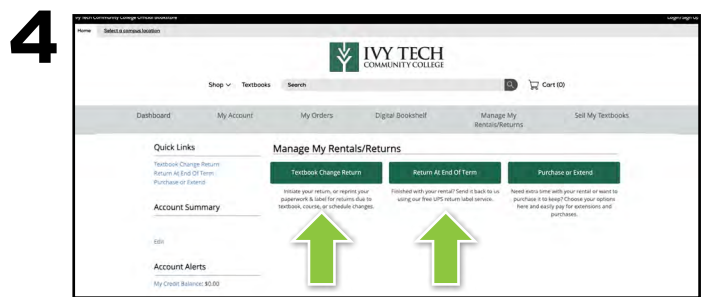 4
Ivy Tech Community College Official Bookstore
Login/Sign Up
Home Select a campus location
IVY TECH
COMMUNITY COLLEGE
Shop Textbooks Search Cart (0)
Dashboard My Account My Orders Digital Bookshelf Manage My Rentals/Returns Sell My Textbooks
Quick Links
Textbook Change Return
Return At End Of Term
Purchase or Extend
Account Summary
Edit
Account Alerts
My Credit Balance: $0.00
Manage My Rentals/Returns
Textbook Change Return
Initiate your return, or reprint your
paperwork & label for returns due to
textbook, course, or schedule changes.
Return At End Of Term
Finished with your rental? Send it back to us
using our free UPS return label service.
Purchase or Extend
Need extra time with your rental or want to
purchase it to keep? Choose your options
here and easily pay for extensions and
purchases.